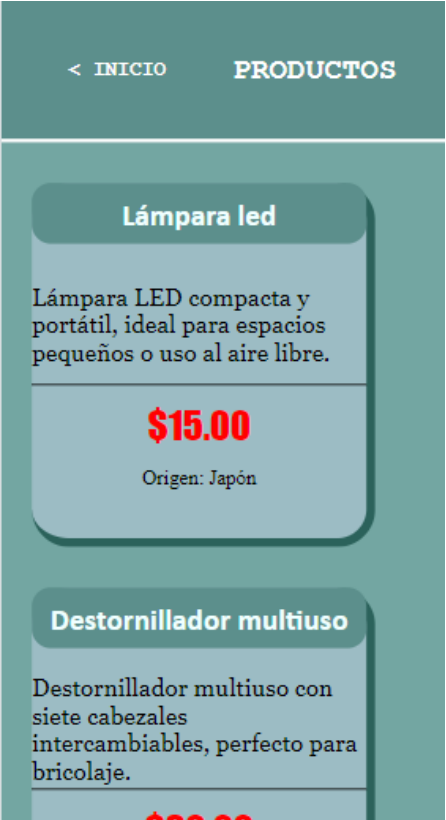 < INICIO PRODUCTOS
Lámpara led
Lámpara LED compacta y
portátil, ideal para espacios
pequeños o uso al aire libre.
$15.00
Origen: Japón
Destornillador multiuso
Destornillador multiuso con
siete cabezales
intercambiables, perfecto para
bricolaje.